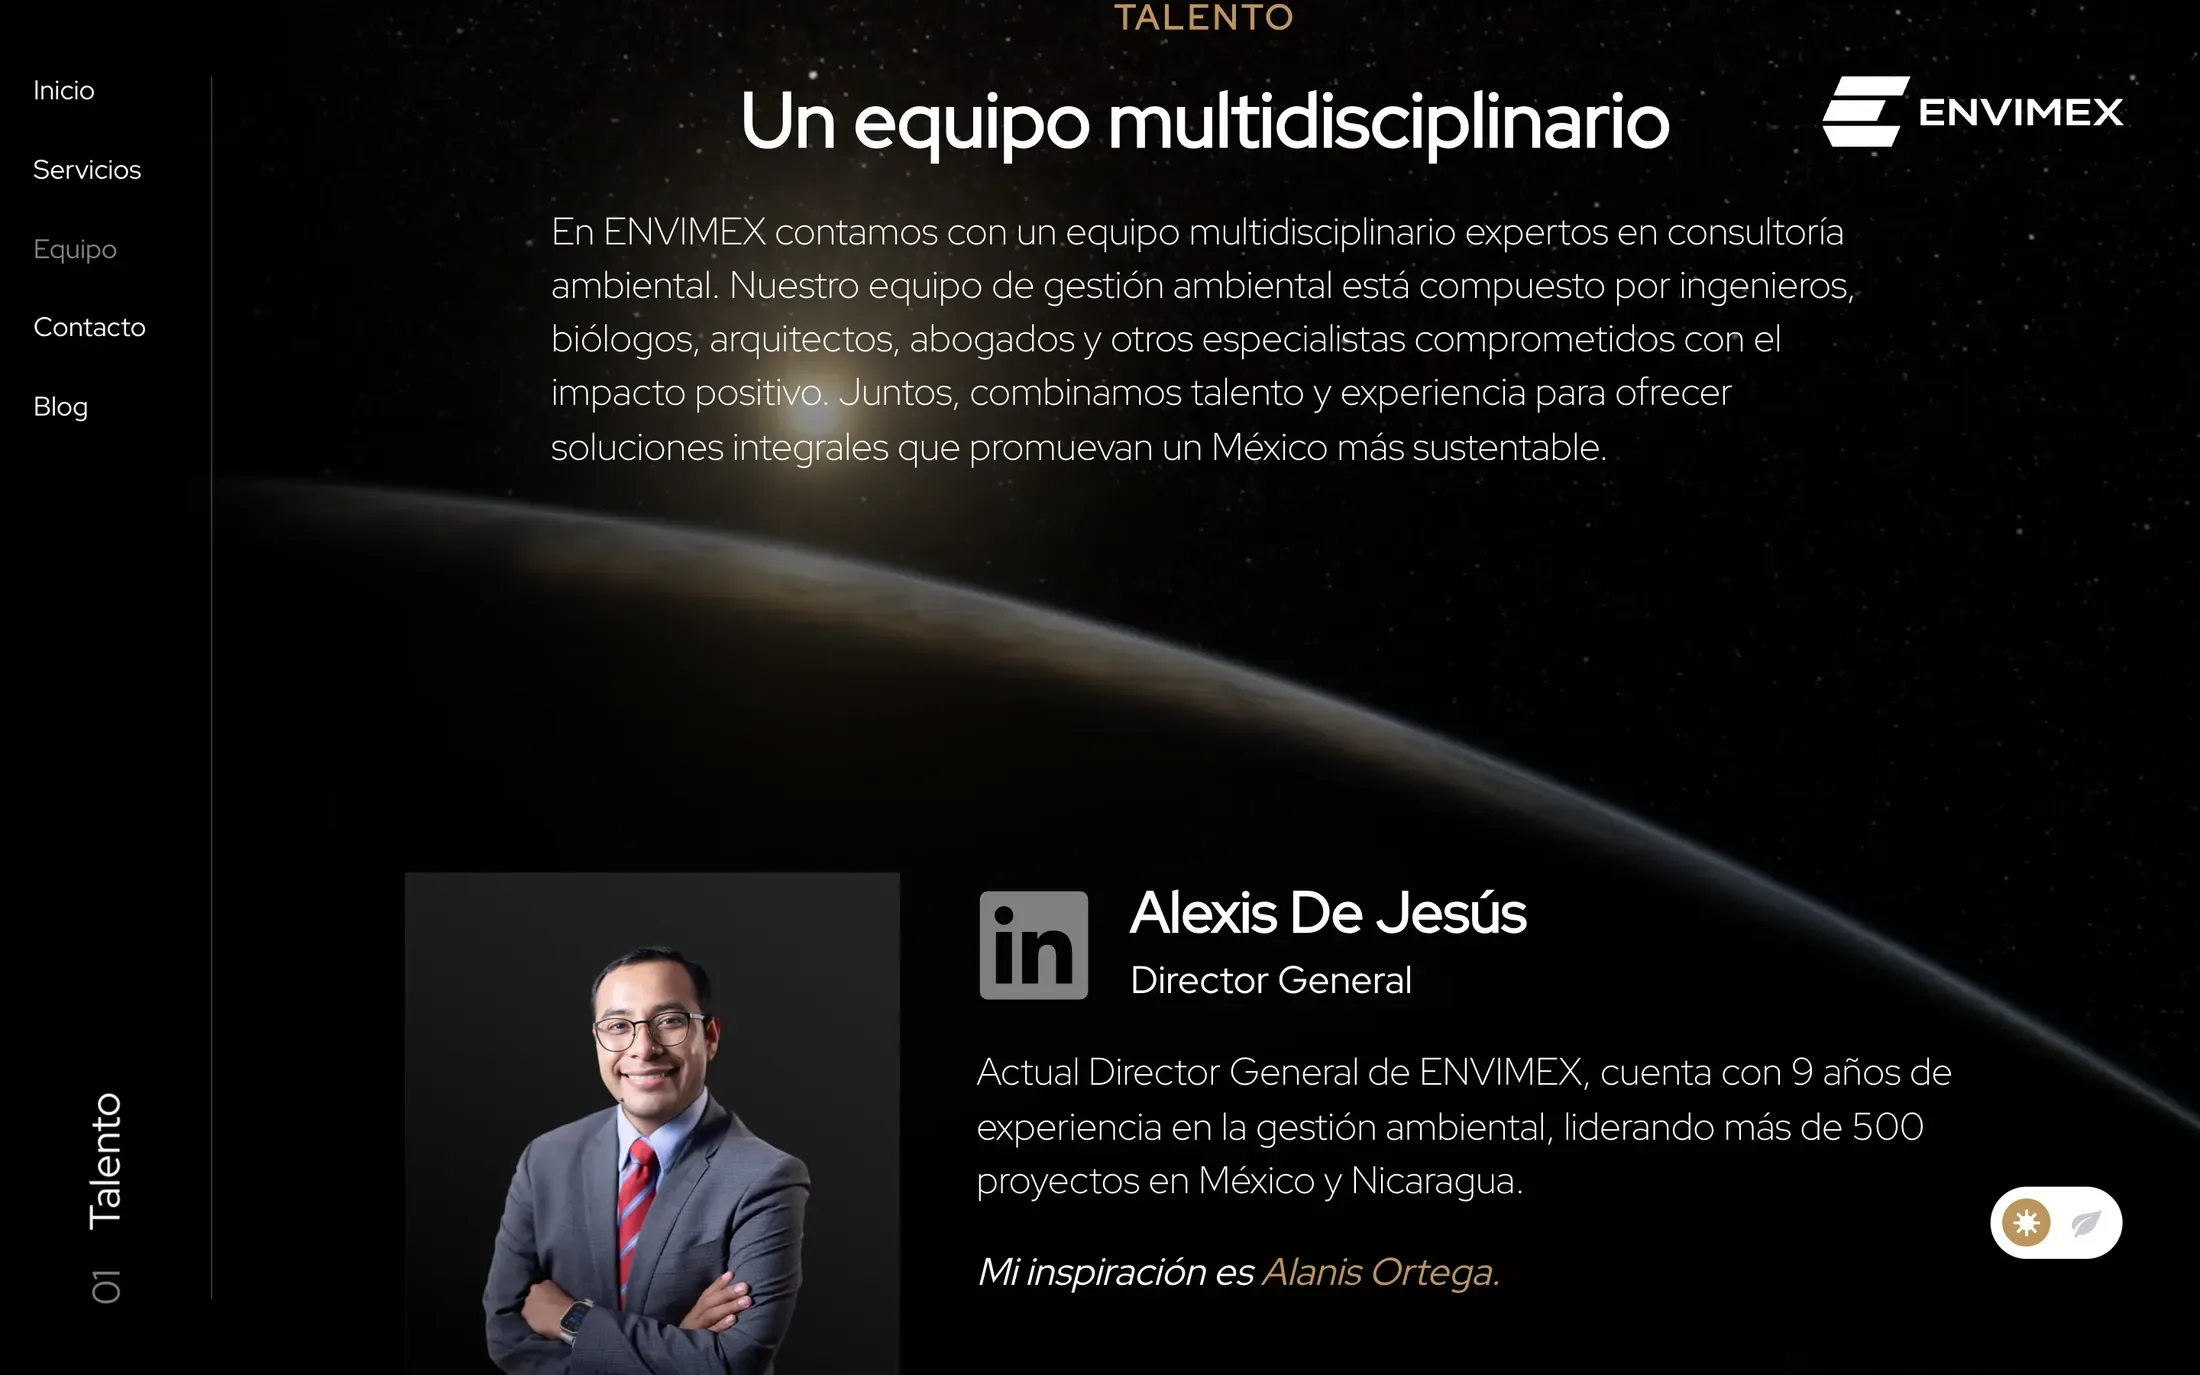 TALENTO
Inicio
Servicios
Equipo
Contacto
Blog
Un equipo multidisciplinario
ENVIMEX
En ENVIMEX contamos con un equipo multidisciplinario expertos en consultoría
ambiental. Nuestro equipo de gestión ambiental está compuesto por ingenieros,
biólogos, arquitectos, abogados y otros especialistas comprometidos con el
impacto positivo. Juntos, combinamos talento y experiencia para ofrecer
soluciones integrales que promuevan un México más sustentable.
in
Alexis De Jesús
Director General
Actual Director General de ENVIMEX, cuenta con 9 años de
experiencia en la gestión ambiental, liderando más de 500
proyectos en México y Nicaragua.
Mi inspiración es Alanis Ortega.
01 Talento